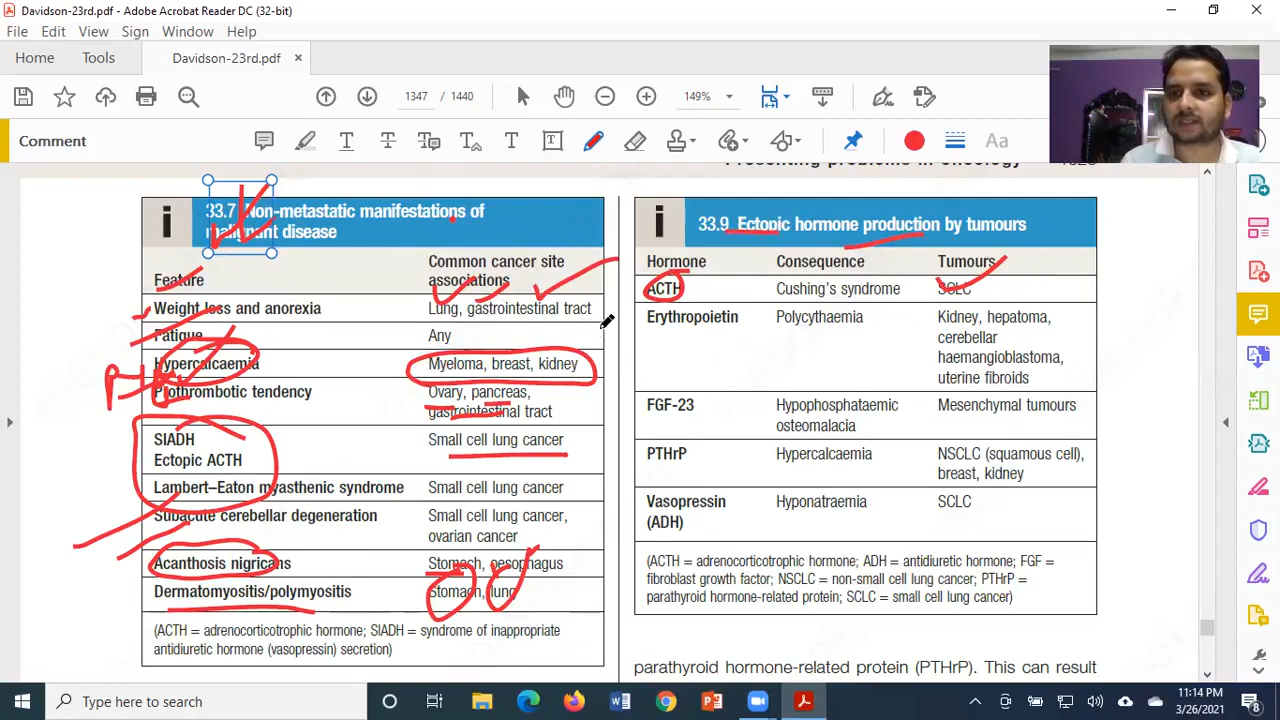 Davidson-23rd.pdf - Adobe Acrobat Reader DC (32-bit)
File Edit View Sign Window Help
Home Tools Davidson-23rd.pdf ×
1347 / 1440 149%
Comment
Aa
Presenting problems in oncology
33.7 Non-metastatic manifestations of
malignant disease
Feature
Common cancer site
associations
Weight loss and anorexia Lung, gastrointestinal tract
Fatigue Any
Hypercalcaemia Myeloma, breast, kidney
Prothrombotic tendency Ovary, pancreas,
gastrointestinal tract
SIADH Small cell lung cancer
Ectopic ACTH
Lambert–Eaton myasthenic syndrome Small cell lung cancer
Subacute cerebellar degeneration Small cell lung cancer,
ovarian cancer
Acanthosis nigricans Stomach, oesophagus
Dermatomyositis/polymyositis Stomach, lung
(ACTH = adrenocorticotrophic hormone; SIADH = syndrome of inappropriate
antidiuretic hormone (vasopressin) secretion)
33.9 Ectopic hormone production by tumours
Hormone Consequence Tumours
ACTH Cushing's syndrome SCLC
Erythropoietin Polycythaemia Kidney, hepatoma,
cerebellar
haemangioblastoma,
uterine fibroids
FGF-23 Hypophosphataemic Mesenchymal tumours
osteomalacia
PTHrP Hypercalcaemia NSCLC (squamous cell),
breast, kidney
Vasopressin Hyponatraemia SCLC
(ADH)
(ACTH = adrenocorticotrophic hormone; ADH = antidiuretic hormone; FGF =
fibroblast growth factor; NSCLC = non-small cell lung cancer; PTHrP =
parathyroid hormone-related protein; SCLC = small cell lung cancer)
parathyroid hormone-related protein (PTHrP). This can result
Type here to search
11:14 PM
3/26/2021
8